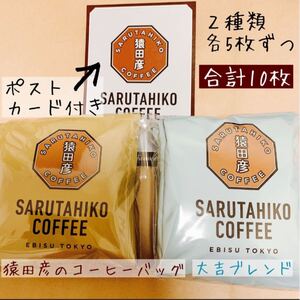 2種類
各5枚ずつ
合計10枚
ポスト
カード付き
SARUTAHIKO
猿田彦
COFFEE
SARUTAHIKO
COFFEE
SARUTAHIKO
猿田彦
COFFEE
SARUTAHIKO
COFFEE
EBISU TOKYO
猿田彦のコーヒーバッグ
SARUTAHIKO
猿田彦
COFFEE
SARUTAHIKO
COFFEE
EBISU TOKYO
大吉ブレンド